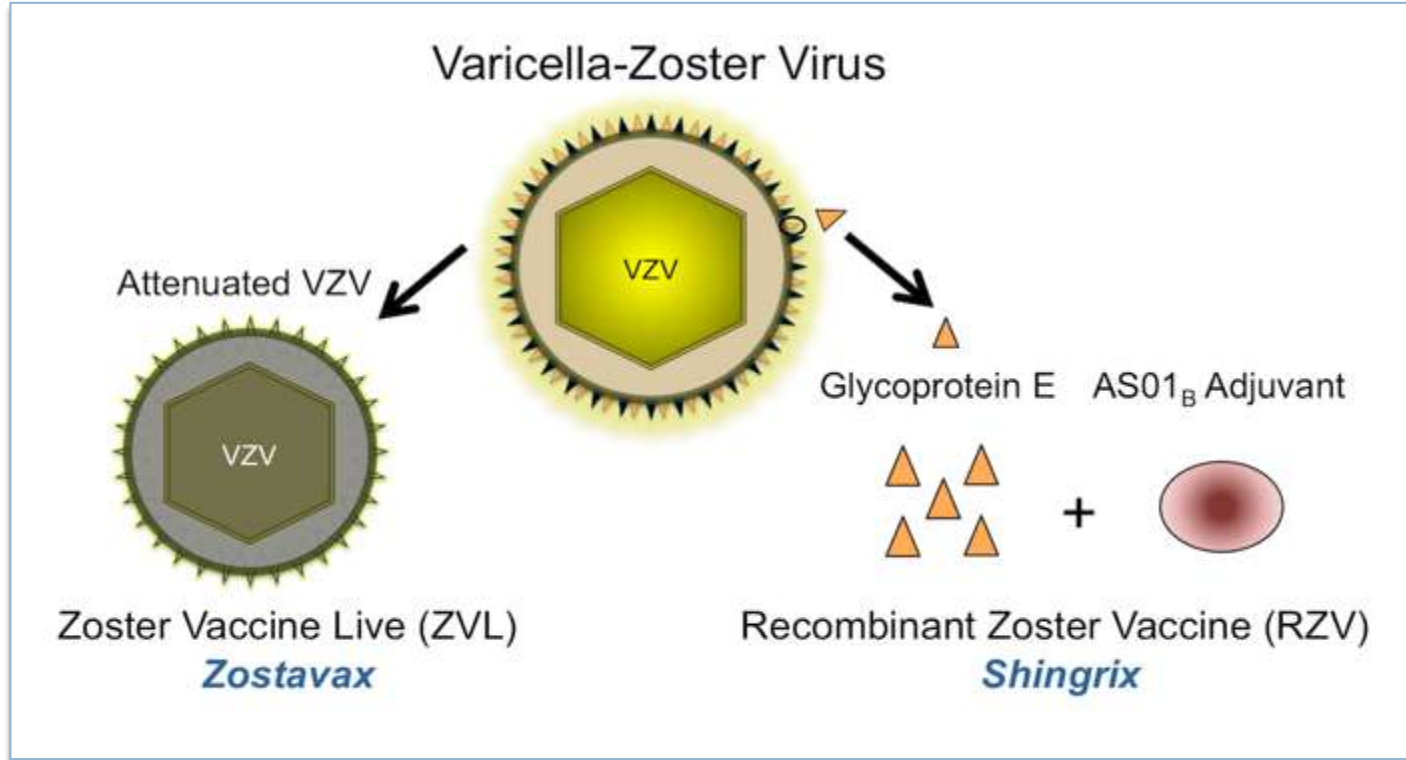 Varicella-Zoster Virus
VZV
Attenuated VZV
VZV
Zoster Vaccine Live (ZVL)
Zostavax
Glycoprotein E
AS01B Adjuvant
+
Recombinant Zoster Vaccine (RZV)
Shingrix